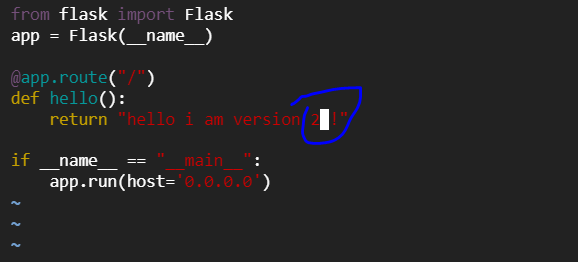 from flask import Flask
app = Flask(__name__)
@app.route("/")
def hello():
return "hello i am version 2 !"
if __name__ == "__main__":
app.run(host='0.0.0.0')
~
~
~